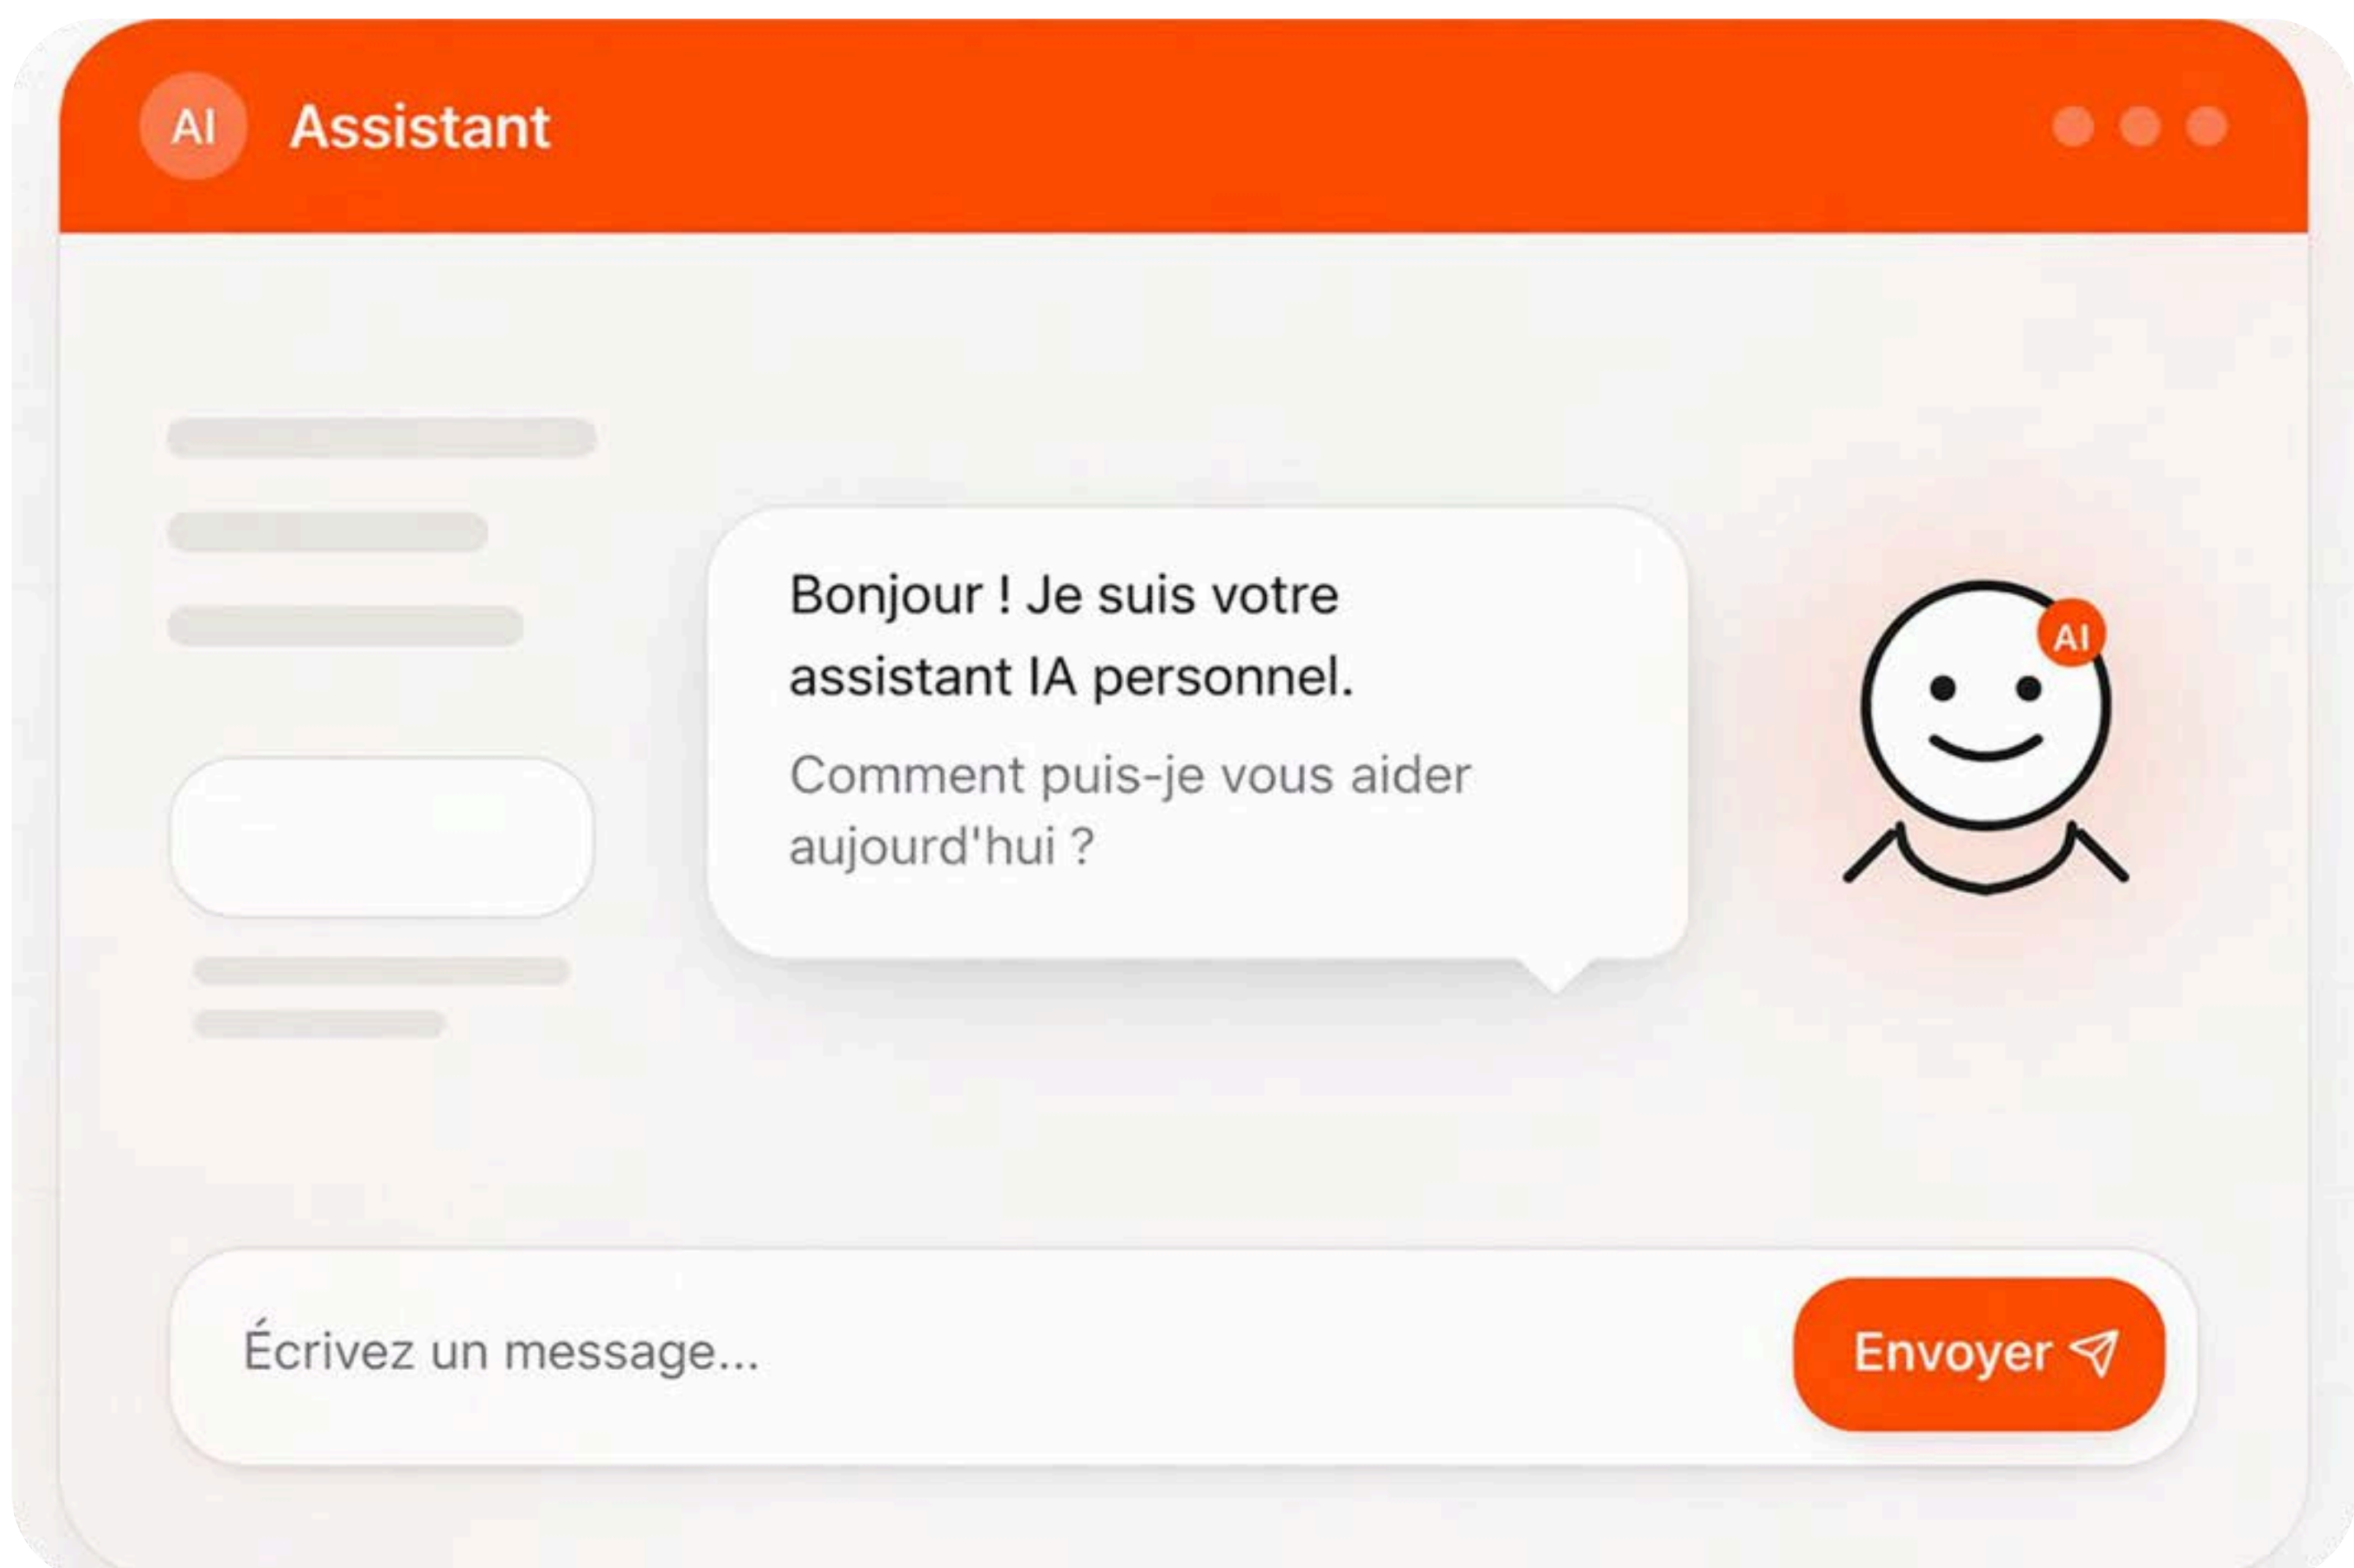 AI Assistant
Bonjour ! Je suis votre
assistant IA personnel.
Comment puis-je vous aider
aujourd'hui ?
AI
Écrivez un message...
Envoyer